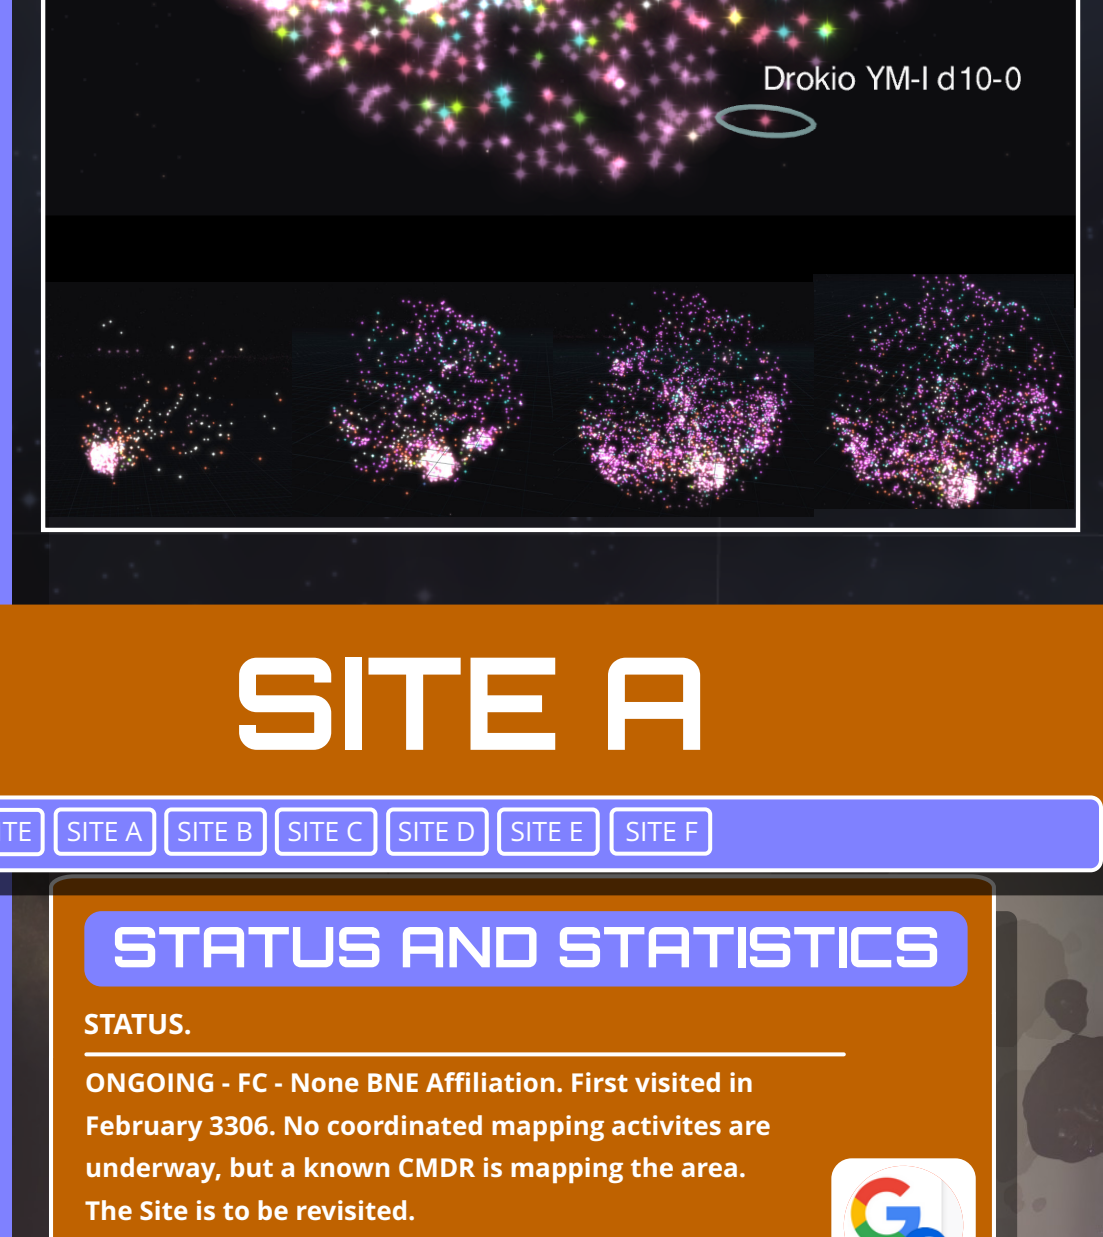 Drokio YM-I d10-0
SITE A
TE
SITE A
SITE B
SITE C
SITE D
SITE E
SITE F
STATUS AND STATISTICS
STATUS.
ONGOING - FC - None BNE Affiliation. First visited in
February 3306. No coordinated mapping activites are
underway, but a known CMDR is mapping the area.
The Site is to be revisited.